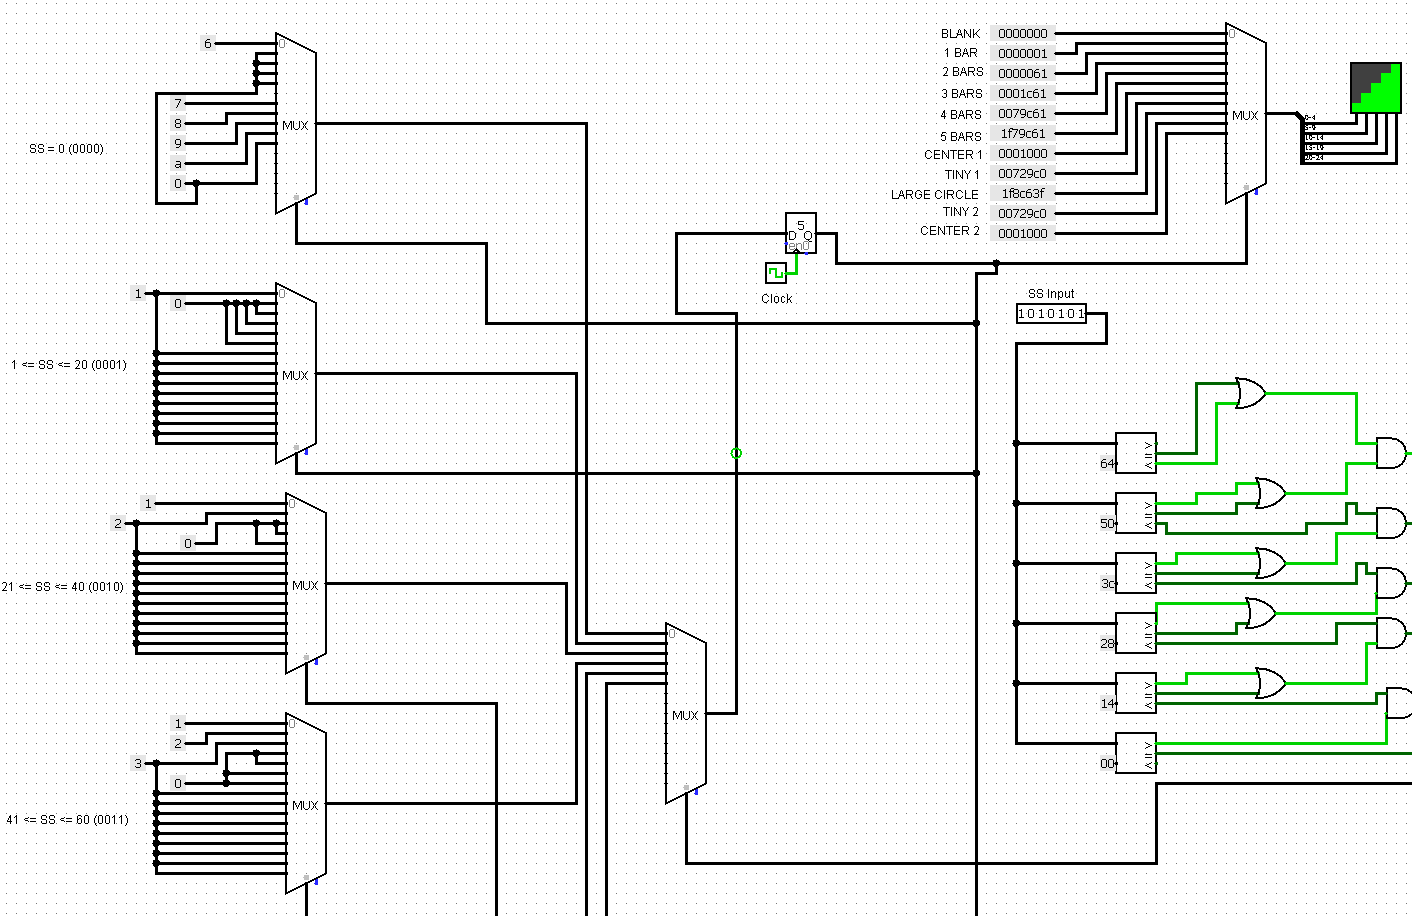 6
0
7
8
9
a
0
MUX
SS = 0 (0000)
1
0
0
MUX
1 <= SS <= 20 (0001)
1
2
0
0
MUX
21 <= SS <= 40 (0010)
1
2
3
0
0
MUX
41 <= SS <= 60 (0011)
0
MUX
5
D Q
en0
Clock
BLANK 0000000
1 BAR 0000001
2 BARS 0000061
3 BARS 0001c61
4 BARS 0079c61
5 BARS 1f79c61
CENTER 1 0001000
TINY 1 00729c0
LARGE CIRCLE 1f8c63f
TINY 2 00729c0
CENTER 2 0001000
0
MUX
0-4
5-9
10-14
15-19
20-24
SS Input
1010101
>
=
<
64
>
=
<
50
>
=
<
3c
>
=
<
28
>
=
<
14
>
=
<
00